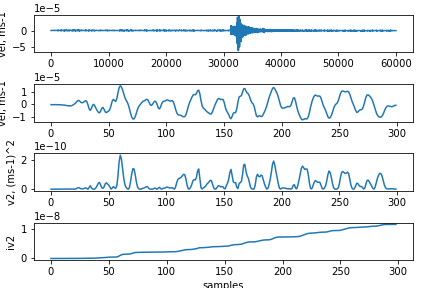 1e−5
vel, ms-1
0
−5
0 10000 20000 30000 40000 50000 60000
1e−5
vel, ms-1
1
0
−1
0 50 100 150 200 250 300
1e−10
v2, (ms-1)^2
2
0
0 50 100 150 200 250 300
1e−8
iv2
1
0
0 50 100 150 200 250 300
samples